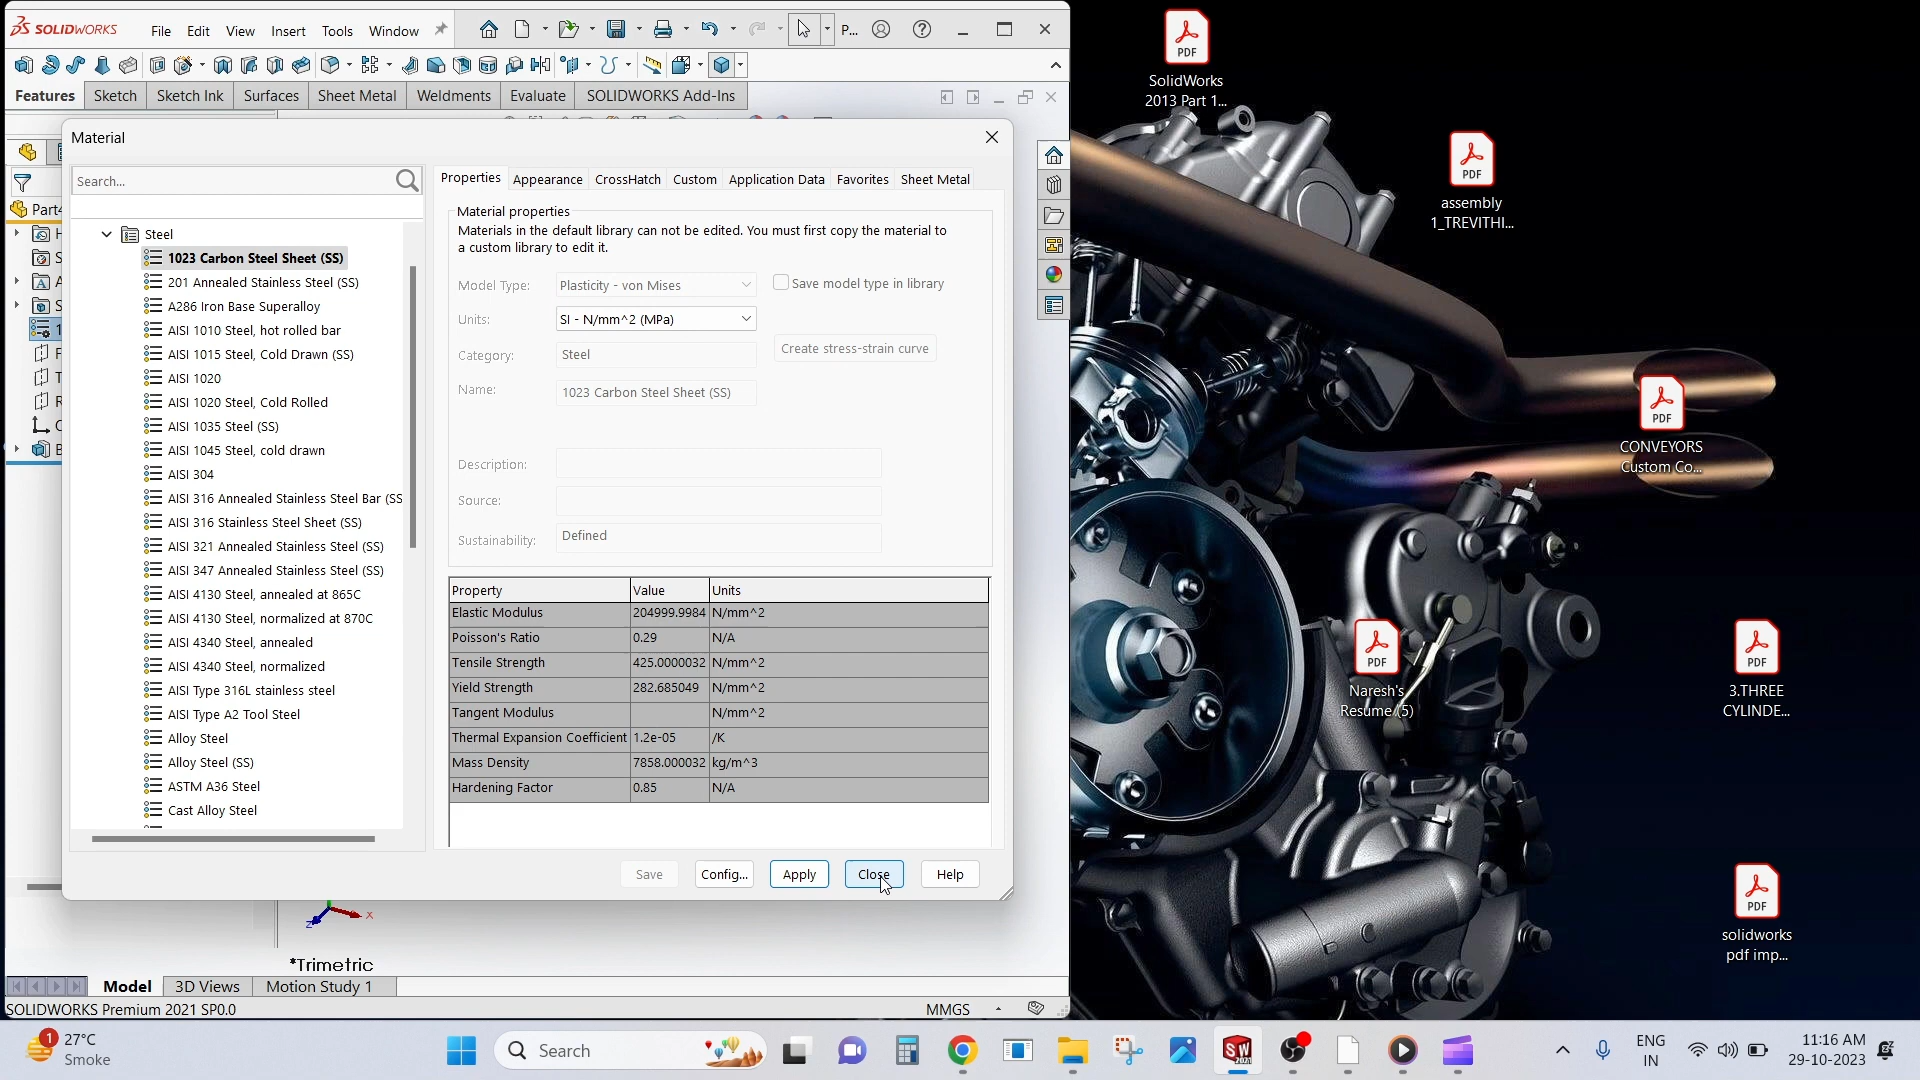 SOLIDWORKS File Edit View Insert Tools Window P...
Features Sketch Sketch Ink Surfaces Sheet Metal Weldments Evaluate SOLIDWORKS Add-Ins
Material
Search...
Part4
Steel
1023 Carbon Steel Sheet (SS)
201 Annealed Stainless Steel (SS)
A286 Iron Base Superalloy
AISI 1010 Steel, hot rolled bar
AISI 1015 Steel, Cold Drawn (SS)
AISI 1020
AISI 1020 Steel, Cold Rolled
AISI 1035 Steel (SS)
AISI 1045 Steel, cold drawn
AISI 304
AISI 316 Annealed Stainless Steel Bar (SS
AISI 316 Stainless Steel Sheet (SS)
AISI 321 Annealed Stainless Steel (SS)
AISI 347 Annealed Stainless Steel (SS)
AISI 4130 Steel, annealed at 865C
AISI 4130 Steel, normalized at 870C
AISI 4340 Steel, annealed
AISI 4340 Steel, normalized
AISI Type 316L stainless steel
AISI Type A2 Tool Steel
Alloy Steel
Alloy Steel (SS)
ASTM A36 Steel
Cast Alloy Steel
Properties Appearance CrossHatch Custom Application Data Favorites Sheet Metal
Material properties
Materials in the default library can not be edited. You must first copy the material to
a custom library to edit it.
Model Type: Plasticity - von Mises Save model type in library
Units: SI - N/mm^2 (MPa)
Category: Steel Create stress-strain curve
Name: 1023 Carbon Steel Sheet (SS)
Description:
Source:
Sustainability: Defined
Property Value Units
Elastic Modulus 204999.9984 N/mm^2
Poisson's Ratio 0.29 N/A
Tensile Strength 425.0000032 N/mm^2
Yield Strength 282.685049 N/mm^2
Tangent Modulus N/mm^2
Thermal Expansion Coefficient 1.2e-05 /K
Mass Density 7858.000032 kg/m^3
Hardening Factor 0.85 N/A
Save Config... Apply Close Help
X
Z
*Trimetric
Model 3D Views Motion Study 1
SOLIDWORKS Premium 2021 SP0.0 MMGS
PDF
SolidWorks
2013 Part 1...
PDF
assembly
1_TREVITHI...
PDF
CONVEYORS
Custom Co...
PDF
Naresh's
Resume (5)
PDF
3.THREE
CYLINDE...
PDF
solidworks
pdf imp...
1
27°C
Smoke
Search
SW
2021
ENG
IN
11:16 AM
29-10-2023